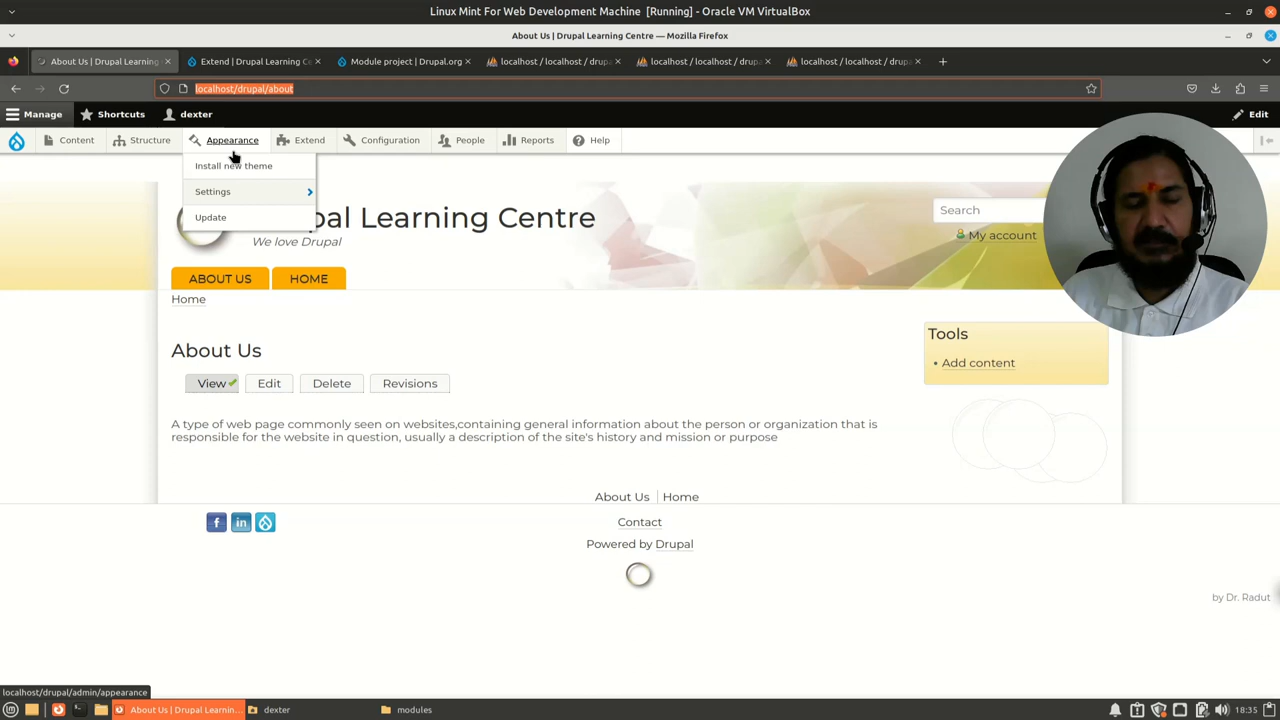 Linux Mint For Web Development Machine [Running] - Oracle VM VirtualBox
About Us | Drupal Learning Centre — Mozilla Firefox
About Us | Drupal Learning
Extend | Drupal Learning Ce
Module project | Drupal.org
localhost / localhost / drupa
localhost / localhost / drupa
localhost / localhost / drupa
localhost/drupal/about
Manage
Shortcuts
dexter
Edit
Content
Structure
Appearance
Extend
Configuration
People
Reports
Help
Install new theme
Settings
Update
pal Learning Centre
We love Drupal
Search
My account
ABOUT US
HOME
Home
About Us
View
Edit
Delete
Revisions
Tools
Add content
A type of web page commonly seen on websites,containing general information about the person or organization that is
responsible for the website in question, usually a description of the site's history and mission or purpose
About Us
Home
Contact
Powered by Drupal
by Dr. Radut
localhost/drupal/admin/appearance
About Us | Drupal Learnin...
dexter
modules
18:35